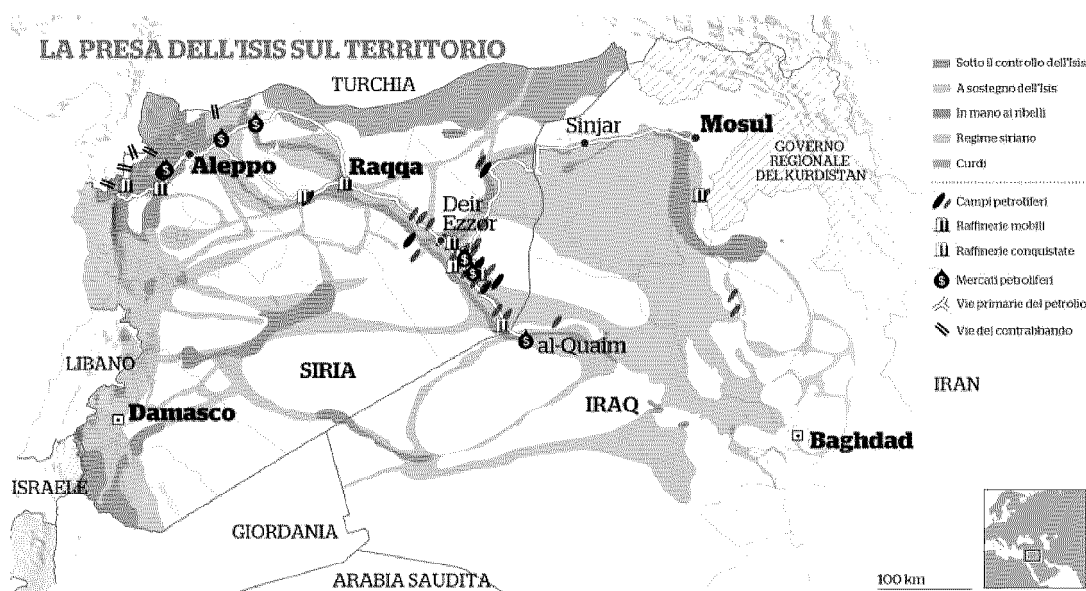 LA PRESA DELL'ISIS SUL TERRITORIO
TURCHIA
Sinjar
Mosul
Aleppo
Raqqa
GOVERNO
REGIONALE
DEL KURDISTAN
Deir
Ezzor
al-Quaim
LIBANO
SIRIA
IRAQ
IRAN
Damasco
Baghdad
ISRAELE
GIORDANIA
ARABIA SAUDITA
Sotto il controllo dell'Isis
A sostegno dell'Isis
In mano ai ribelli
Regime siriano
Curdi
Campi petroliferi
Raffinerie mobili
Raffinerie conquistate
Mercati petroliferi
Vie primarie del petrolio
Vie del contrabbando
100 km